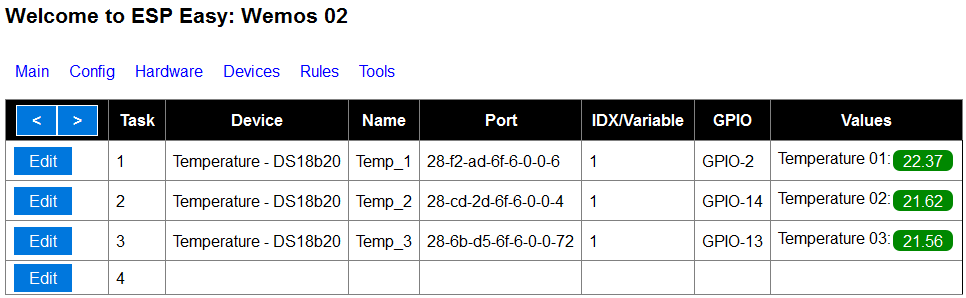 Welcome to ESP Easy: Wemos 02
Main Config Hardware Devices Rules Tools
< > Task Device Name Port IDX/Variable GPIO Values
Edit 1 Temperature - DS18b20 Temp_1 28-f2-ad-6f-6-0-0-6 1 GPIO-2 Temperature 01: 22.37
Edit 2 Temperature - DS18b20 Temp_2 28-cd-2d-6f-6-0-0-4 1 GPIO-14 Temperature 02: 21.62
Edit 3 Temperature - DS18b20 Temp_3 28-6b-d5-6f-6-0-0-72 1 GPIO-13 Temperature 03: 21.56
Edit 4